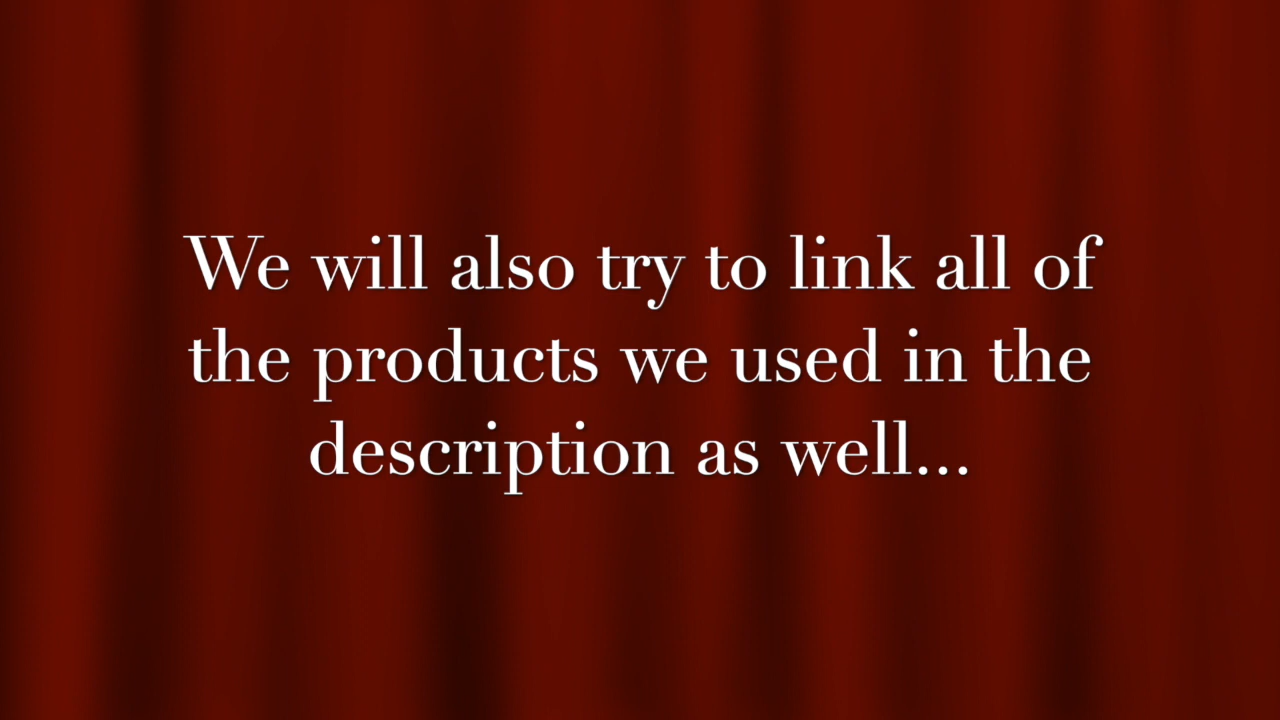 We will also try to link all of
the products we used in the
description as well...